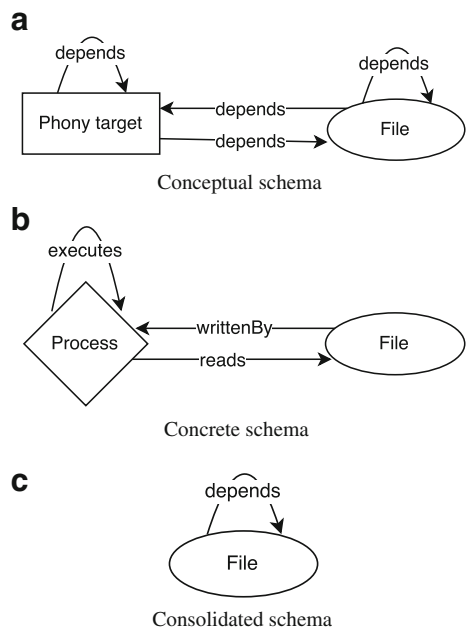 a
depends
depends
depends
Phony target
File
depends
Conceptual schema
b
executes
writtenBy
Process
File
reads
Concrete schema
c
depends
File
Consolidated schema